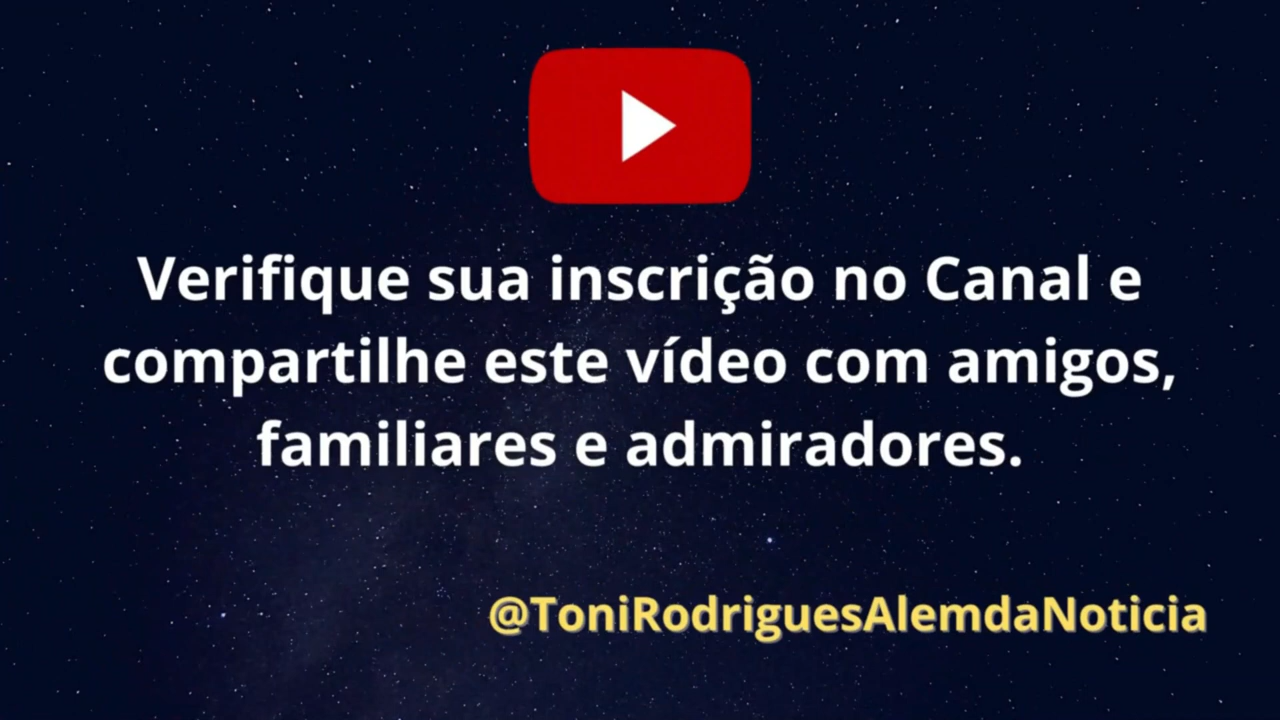 Verifique sua inscrição no Canal e
compartilhe este vídeo com amigos,
familiares e admiradores.
@ToniRodriguesAlemdaNoticia